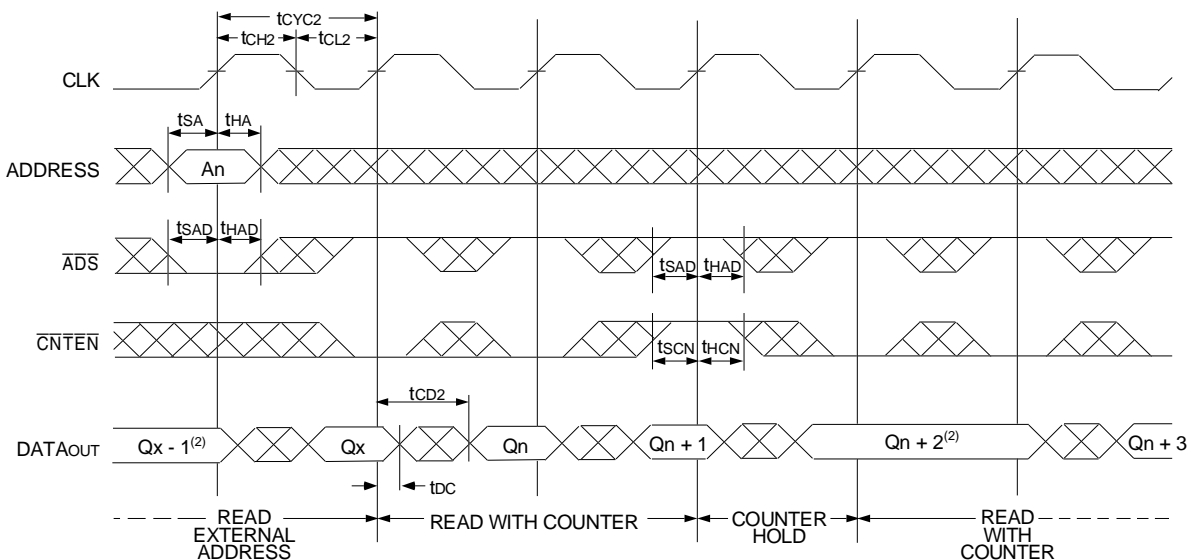 tCYC2
tCH2 tCL2
CLK
tSA tHA
ADDRESS An
tSAD tHAD
ADS
tSAD tHAD
CNTEN
tSCN tHCN
tCD2
DATAOUT Qx - 1(2) Qx Qn Qn + 1 Qn + 2(2) Qn + 3
tDC
READ EXTERNAL ADDRESS
READ WITH COUNTER
COUNTER HOLD
READ WITH COUNTER